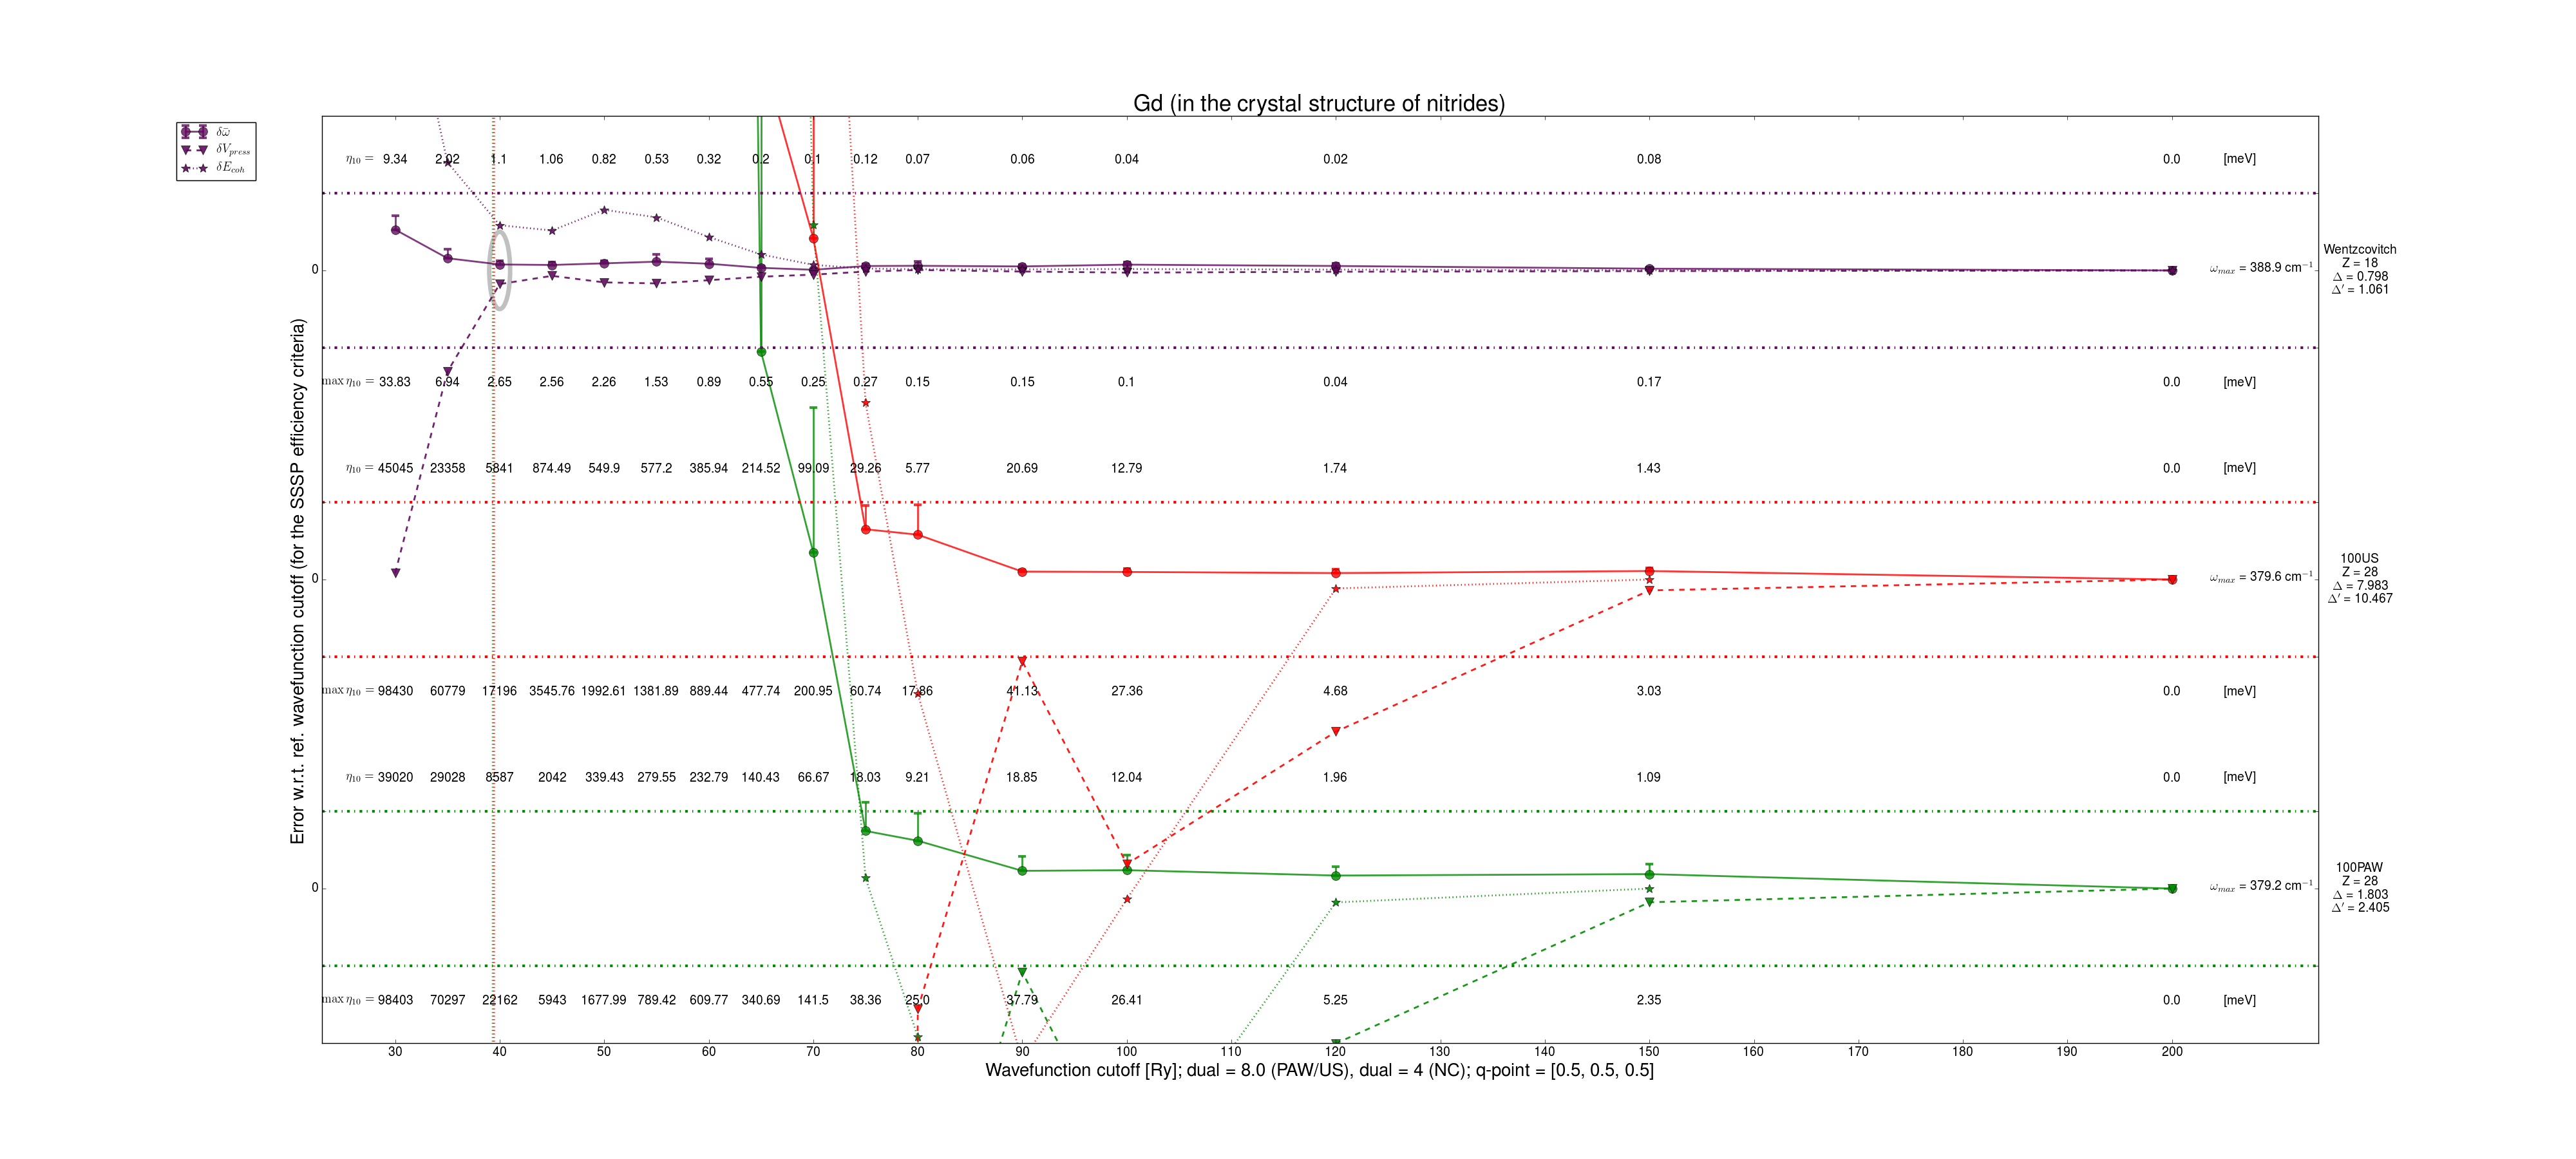 Gd (in the crystal structure of nitrides)
δω̄
δV_press
δE_coh
η₁₀ = 9.34 2.02 1.1 1.06 0.82 0.53 0.32 0.2 0.1 0.12 0.07 0.06 0.04 0.02 0.08 0.0 [meV]
0
ω_max = 388.9 cm⁻¹
Wentzcovitch
Z = 18
Δ = 0.798
Δ′ = 1.061
max η₁₀ = 33.83 6.94 2.65 2.56 2.26 1.53 0.89 0.55 0.25 0.27 0.15 0.15 0.1 0.04 0.17 0.0 [meV]
η₁₀ = 45045 23358 5841 874.49 549.9 577.2 385.94 214.52 99.09 29.26 5.77 20.69 12.79 1.74 1.43 0.0 [meV]
0
ω_max = 379.6 cm⁻¹
100US
Z = 28
Δ = 7.983
Δ′ = 10.467
max η₁₀ = 98430 60779 17196 3545.76 1992.61 1381.89 889.44 477.74 200.95 60.74 17.86 41.13 27.36 4.68 3.03 0.0 [meV]
η₁₀ = 39020 29028 8587 2042 339.43 279.55 232.79 140.43 66.67 18.03 9.21 18.85 12.04 1.96 1.09 0.0 [meV]
0
ω_max = 379.2 cm⁻¹
100PAW
Z = 28
Δ = 1.803
Δ′ = 2.405
max η₁₀ = 98403 70297 22162 5943 1677.99 789.42 609.77 340.69 141.5 38.36 25.0 37.79 26.41 5.25 2.35 0.0 [meV]
30 40 50 60 70 80 90 100 110 120 130 140 150 160 170 180 190 200
Wavefunction cutoff [Ry]; dual = 8.0 (PAW/US), dual = 4 (NC); q-point = [0.5, 0.5, 0.5]
Error w.r.t. ref. wavefunction cutoff (for the SSSP efficiency criteria)